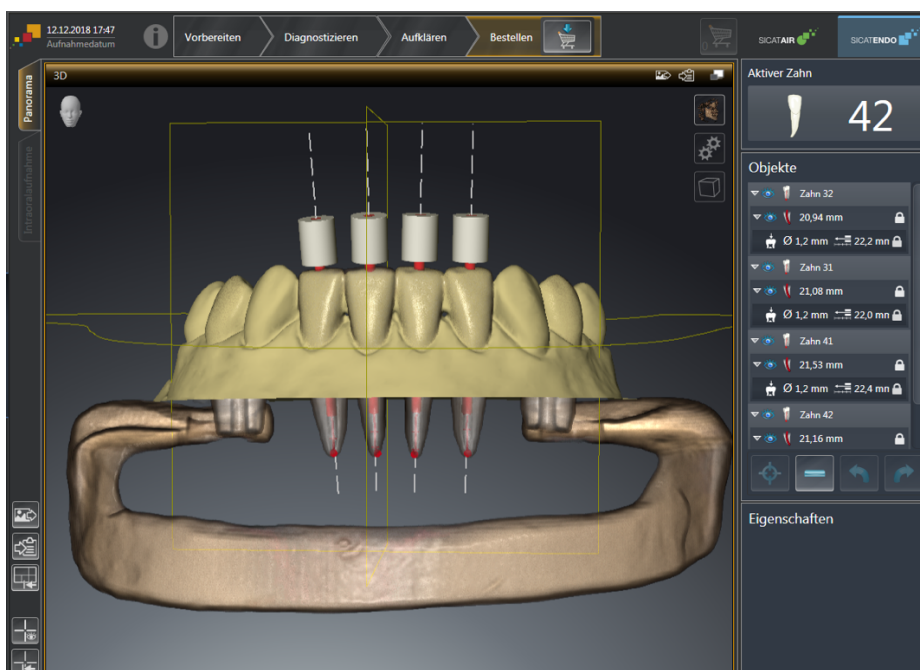 12.12.2018 17:47
Aufnahmedatum
Vorbereiten
Diagnostizieren
Aufklären
Bestellen
0
SICATAIR
SICATENDO
Panorama
Intraoralaufnahme
3D
Aktiver Zahn
42
Objekte
Zahn 32
20,94 mm
Ø 1,2 mm 22,2 mm
Zahn 31
21,08 mm
Ø 1,2 mm 22,0 mm
Zahn 41
21,53 mm
Ø 1,2 mm 22,4 mm
Zahn 42
21,16 mm
Eigenschaften